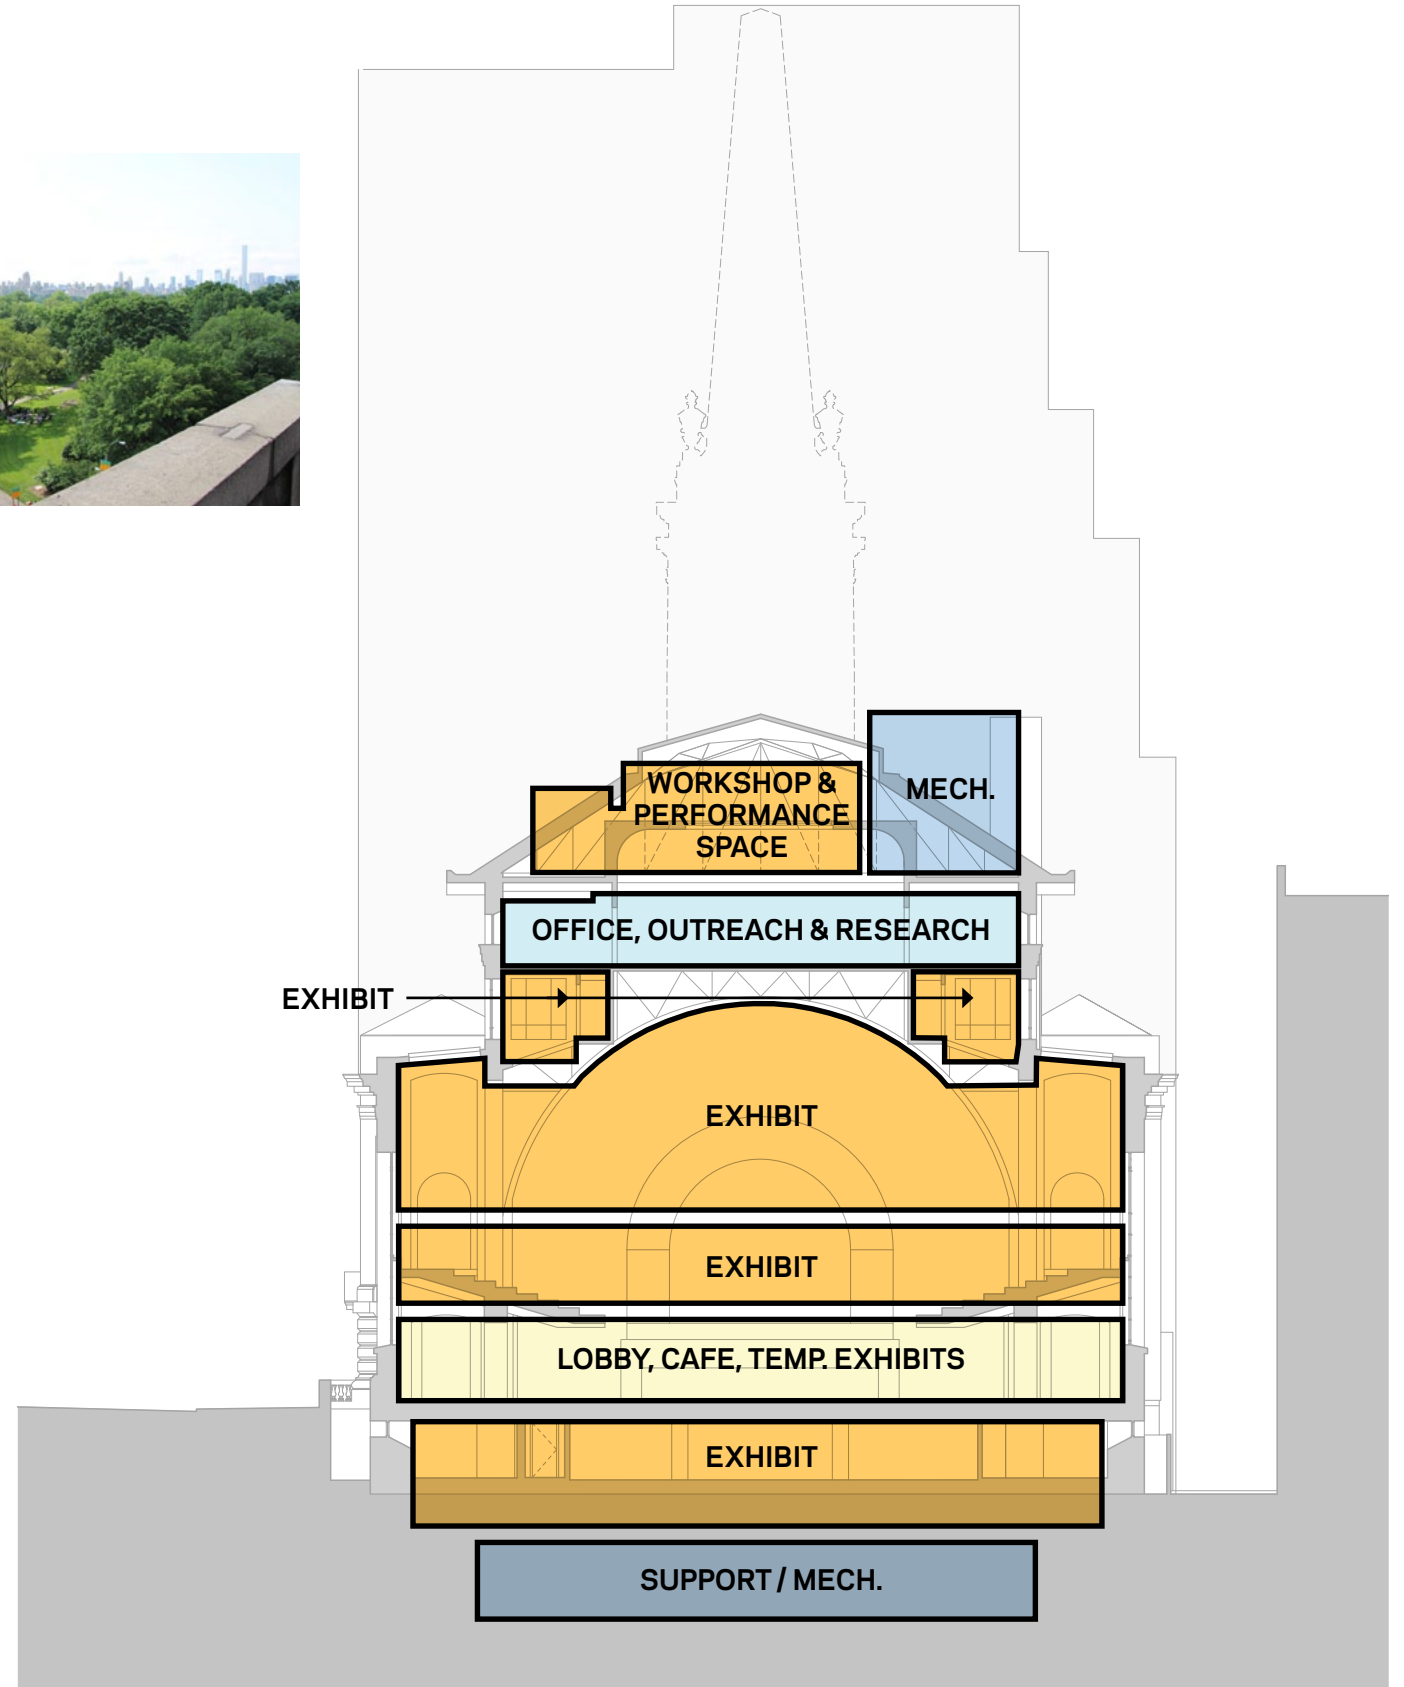 WORKSHOP &
PERFORMANCE
SPACE
MECH.
OFFICE, OUTREACH & RESEARCH
EXHIBIT
EXHIBIT
EXHIBIT
LOBBY, CAFE, TEMP. EXHIBITS
EXHIBIT
SUPPORT / MECH.